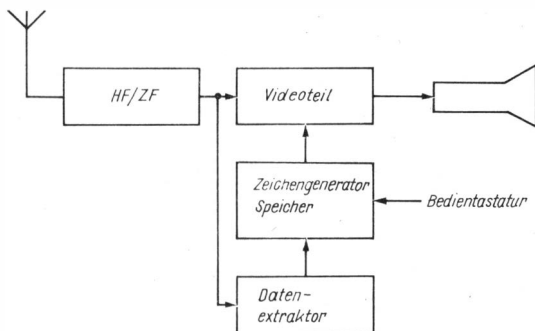 HF/ZF
Videoteil
Zeichengenerator
Speicher
Bedientastatur
Daten-
extraktor